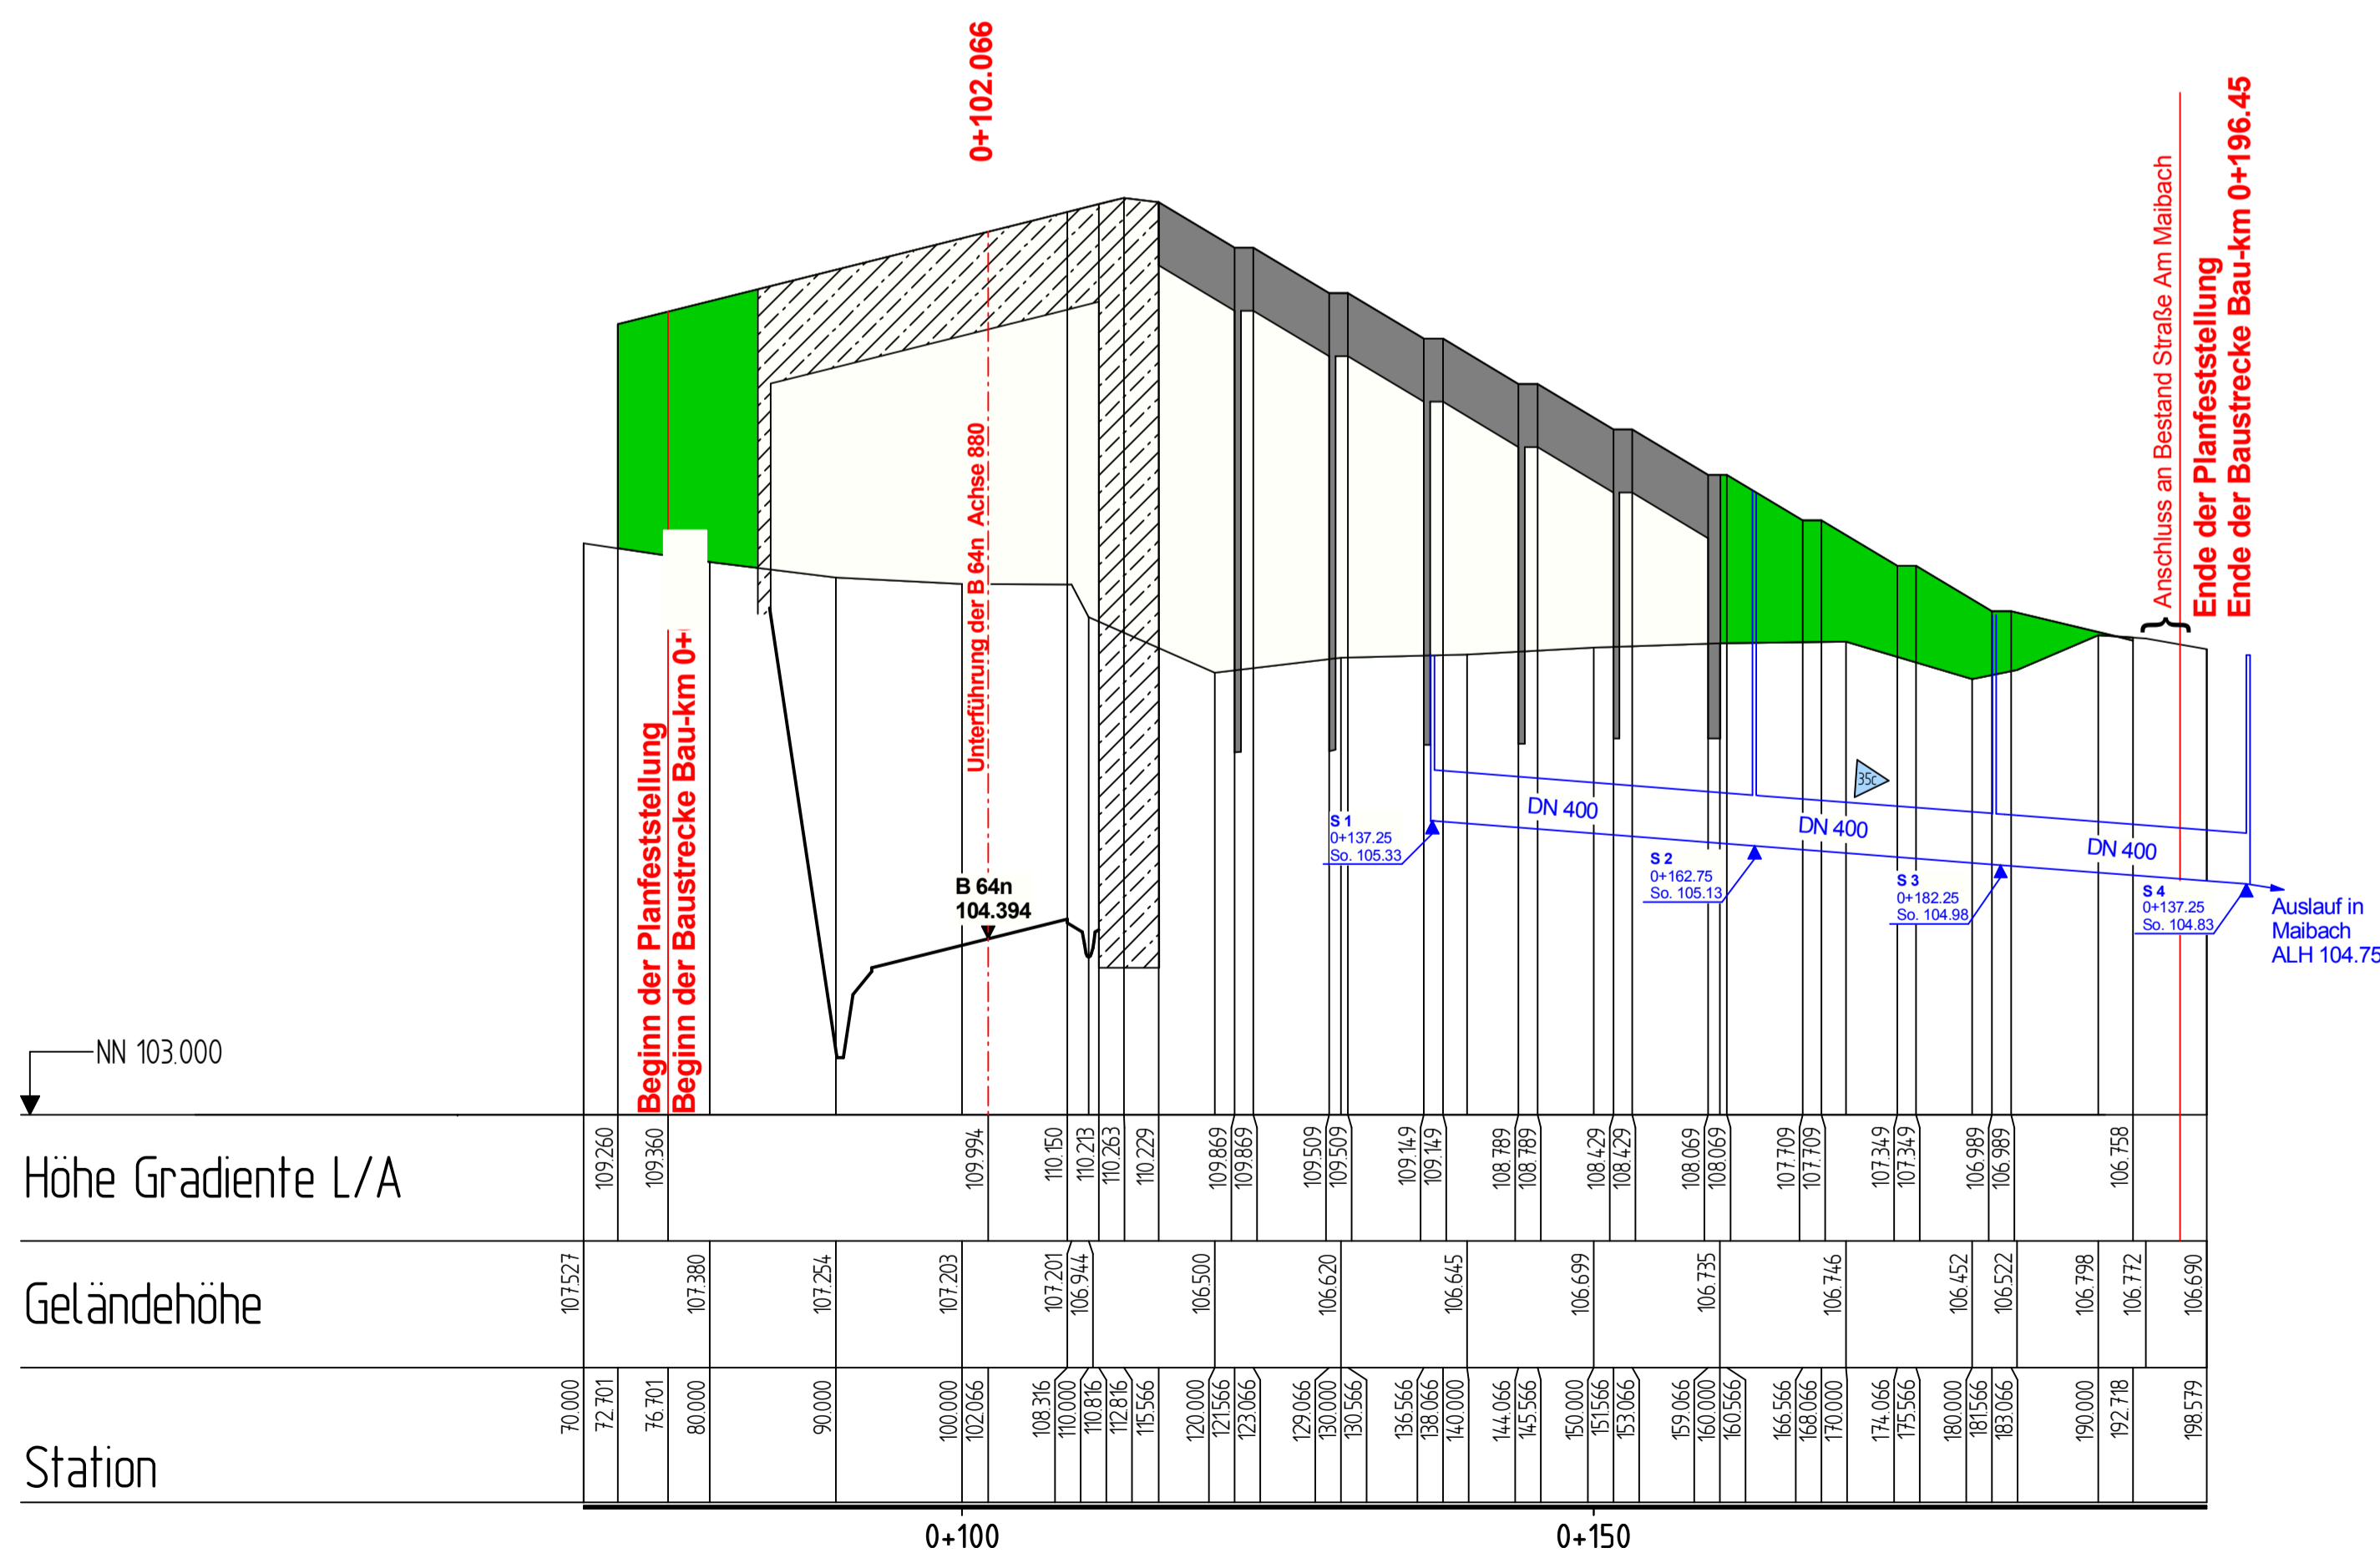 0+102.066
Anschluss an Bestand Straße Am Maibach
Ende der Planfeststellung
Ende der Baustrecke Bau-km 0+196.45
Unterführung der B 64n Achse 880
Beginn der Planfeststellung
Beginn der Baustrecke Bau-km 0+
B 64n
104.394
35c
DN 400
DN 400
DN 400
S 1
0+137.25
So. 105.33
S 2
0+162.75
So. 105.13
S 3
0+182.25
So. 104.98
S 4
0+137.25
So. 104.83
Auslauf in
Maibach
ALH 104.75
NN 103.000
Höhe Gradiente L/A
109.260 109.360 109.994 110.150 110.213 110.263 110.229 109.869 109.869 109.509 109.509 109.149 109.149 108.789 108.789 108.429 108.429 108.069 108.069 107.709 107.709 107.349 107.349 106.989 106.989 106.758
Geländehöhe
107.527 107.380 107.254 107.203 107.201 106.944 106.500 106.620 106.645 106.699 106.735 106.746 106.452 106.522 106.798 106.772 106.690
Station
70.000 72.701 76.701 80.000 90.000 100.000 102.066 108.316 110.000 110.816 112.816 115.566 120.000 121.566 123.066 129.066 130.000 130.566 136.566 138.066 140.000 144.066 145.566 150.000 151.566 153.066 159.066 160.000 160.566 166.566 168.066 170.000 174.066 175.566 180.000 181.566 183.066 190.000 192.718 198.579
0+100 0+150